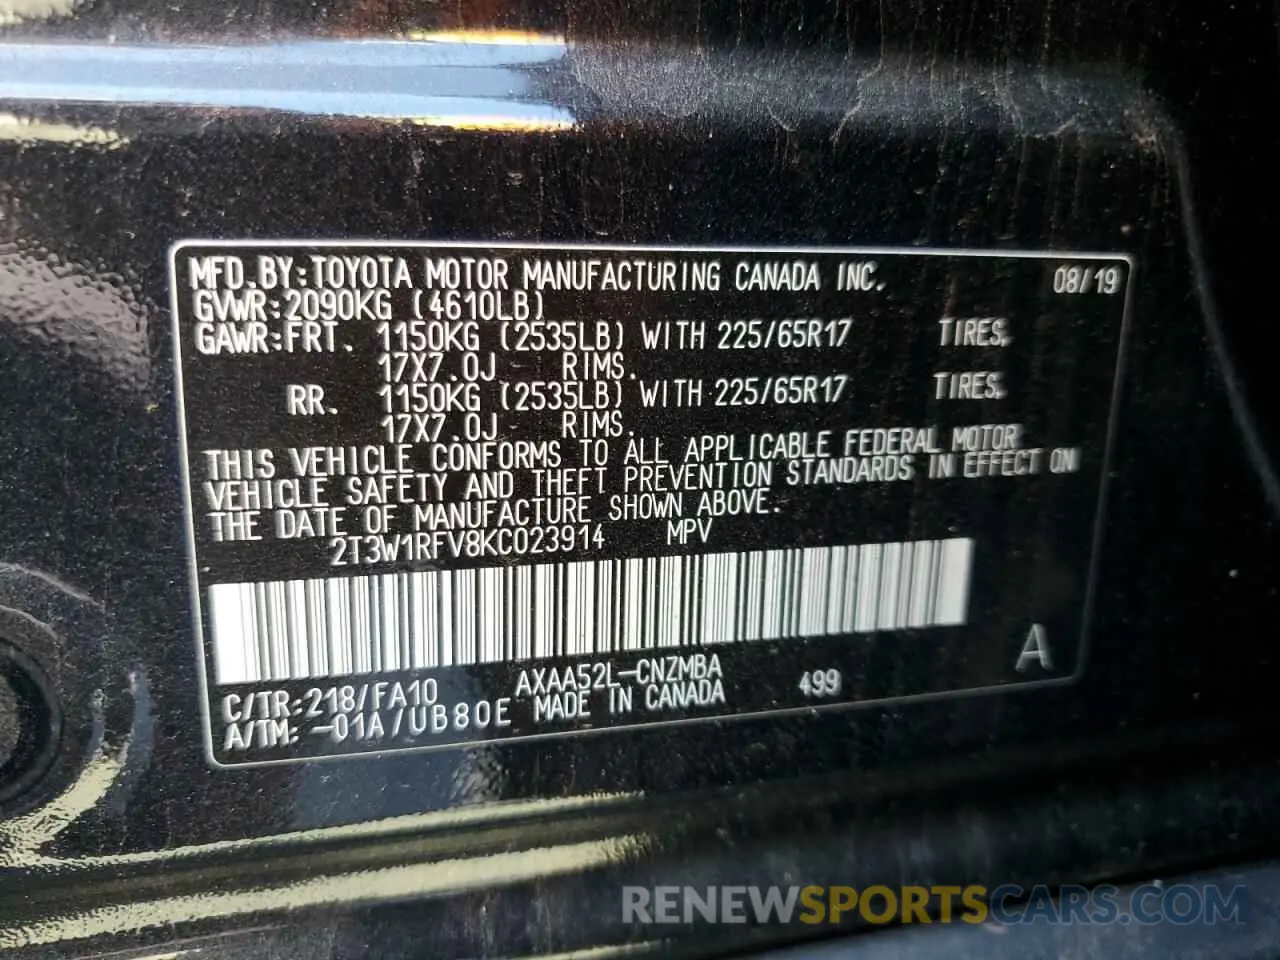 MFD.BY:TOYOTA MOTOR MANUFACTURING CANADA INC. 08/19
GVWR:2090KG (4610LB)
GAWR:FRT. 1150KG (2535LB) WITH 225/65R17 TIRES,
17X7.0J RIMS.
RR. 1150KG (2535LB) WITH 225/65R17 TIRES,
17X7.0J RIMS.
THIS VEHICLE CONFORMS TO ALL APPLICABLE FEDERAL MOTOR
VEHICLE SAFETY AND THEFT PREVENTION STANDARDS IN EFFECT ON
THE DATE OF MANUFACTURE SHOWN ABOVE.
2T3W1RFV8KC023914 MPV
C/TR:218/FA10 AXAA52L-CNZMBA 499 A
A/TM:-01A/UB80E MADE IN CANADA
RENEWSPORTSCARS.COM